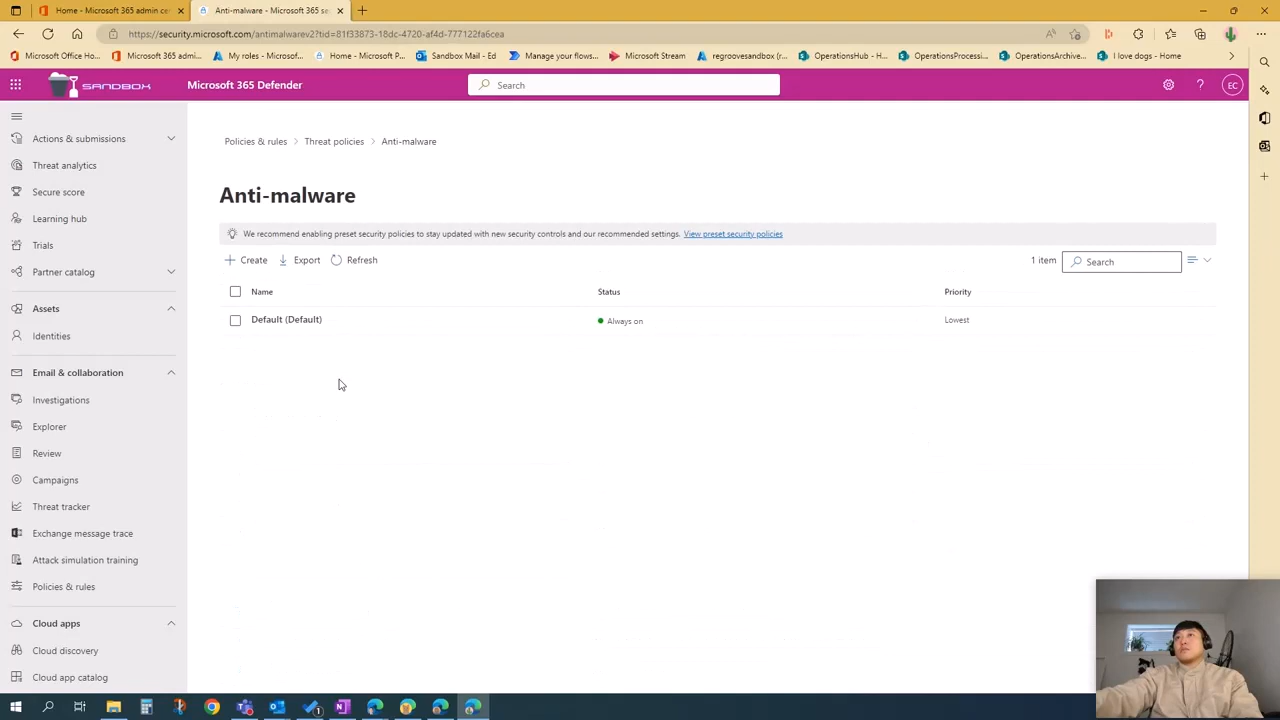 Home - Microsoft 365 admin ce
Anti-malware - Microsoft 365 se
https://security.microsoft.com/antimalwarev2?tid=81f33873-18dc-4720-af4d-777122fa6cea
Microsoft Office Hom
Microsoft 365 admi...
My roles - Microsoft...
Home - Microsoft P...
Sandbox Mail - Ed
Manage your flows...
Microsoft Stream
regroovesandbox (r...
OperationsHub - Ho...
OperationsProcessi...
OperationsArchive...
I love dogs - Home
SANDBOX
Microsoft 365 Defender
Search
EC
Actions & submissions
Threat analytics
Secure score
Learning hub
Trials
Partner catalog
Assets
Identities
Email & collaboration
Investigations
Explorer
Review
Campaigns
Threat tracker
Exchange message trace
Attack simulation training
Policies & rules
Cloud apps
Cloud discovery
Cloud app catalog
Policies & rules > Threat policies > Anti-malware
Anti-malware
We recommend enabling preset security policies to stay updated with new security controls and our recommended settings. View preset security policies
Create
Export
Refresh
1 item
Search
Name Status Priority
Default (Default) Always on Lowest